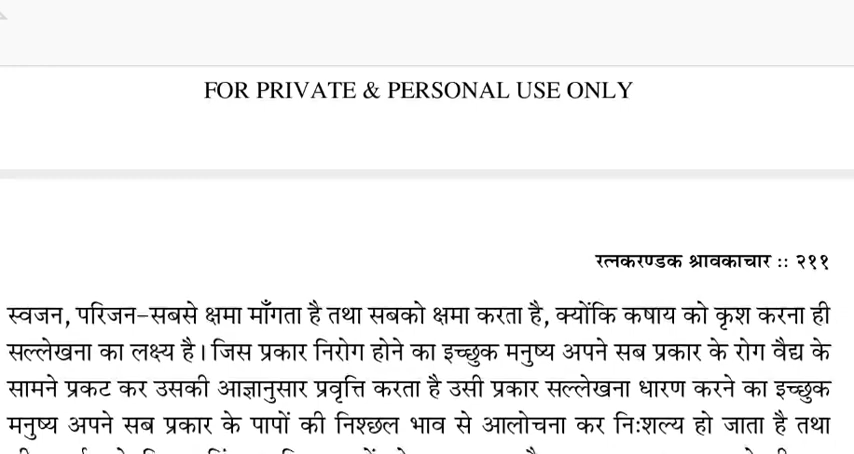 FOR PRIVATE & PERSONAL USE ONLY
रत्नकरण्डक श्रावकाचार :: २११
स्वजन, परिजन–सबसे क्षमा माँगता है तथा सबको क्षमा करता है, क्योंकि कषाय को कृश करना ही
सल्लेखना का लक्ष्य है। जिस प्रकार निरोग होने का इच्छुक मनुष्य अपने सब प्रकार के रोग वैद्य के
सामने प्रकट कर उसकी आज्ञानुसार प्रवृत्ति करता है उसी प्रकार सल्लेखना धारण करने का इच्छुक
मनुष्य अपने सब प्रकार के पापों की निश्छल भाव से आलोचना कर निःशल्य हो जाता है तथा